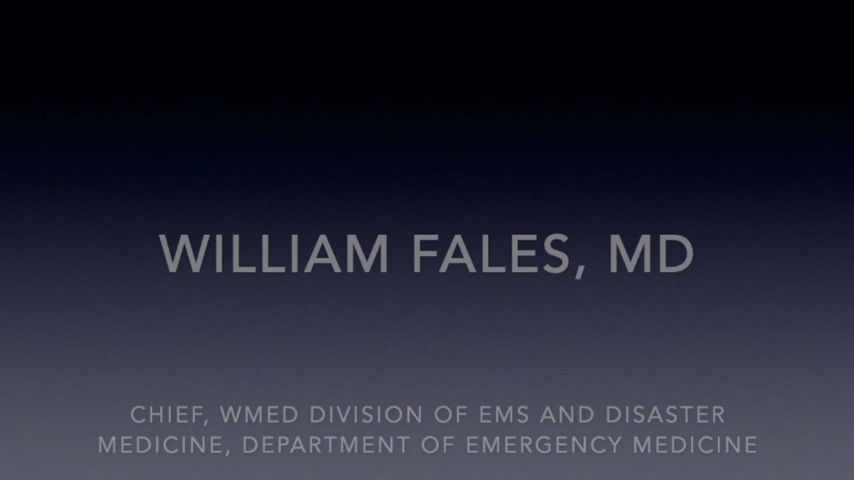 WILLIAM FALES, MD
CHIEF, WMED DIVISION OF EMS AND DISASTER
MEDICINE, DEPARTMENT OF EMERGENCY MEDICINE